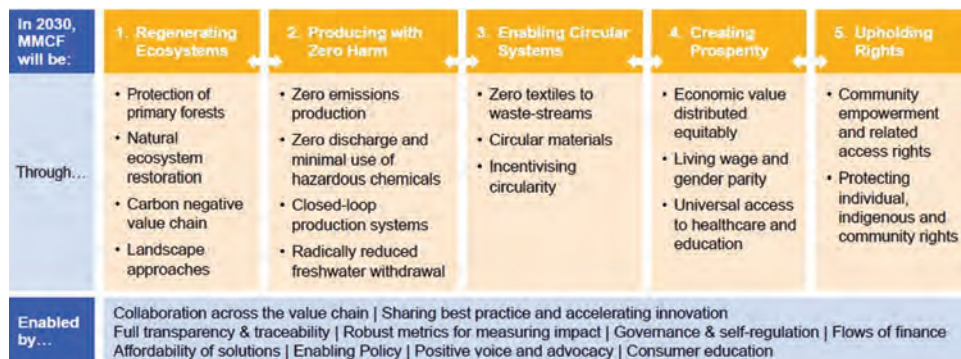 In 2030,
MMCF
will be:
1. Regenerating
Ecosystems
2. Producing with
Zero Harm
3. Enabling Circular
Systems
4. Creating
Prosperity
5. Upholding
Rights
Through…
• Protection of
primary forests
• Natural
ecosystem
restoration
• Carbon negative
value chain
• Landscape
approaches
• Zero emissions
production
• Zero discharge and
minimal use of
hazardous chemicals
• Closed-loop
production systems
• Radically reduced
freshwater withdrawal
• Zero textiles to
waste-streams
• Circular materials
• Incentivising
circularity
• Economic value
distributed
equitably
• Living wage and
gender parity
• Universal access
to healthcare and
education
• Community
empowerment
and related
access rights
• Protecting
individual,
indigenous and
community rights
Enabled
by…
Collaboration across the value chain | Sharing best practice and accelerating innovation
Full transparency & traceability | Robust metrics for measuring impact | Governance & self-regulation | Flows of finance
Affordability of solutions | Enabling Policy | Positive voice and advocacy | Consumer education